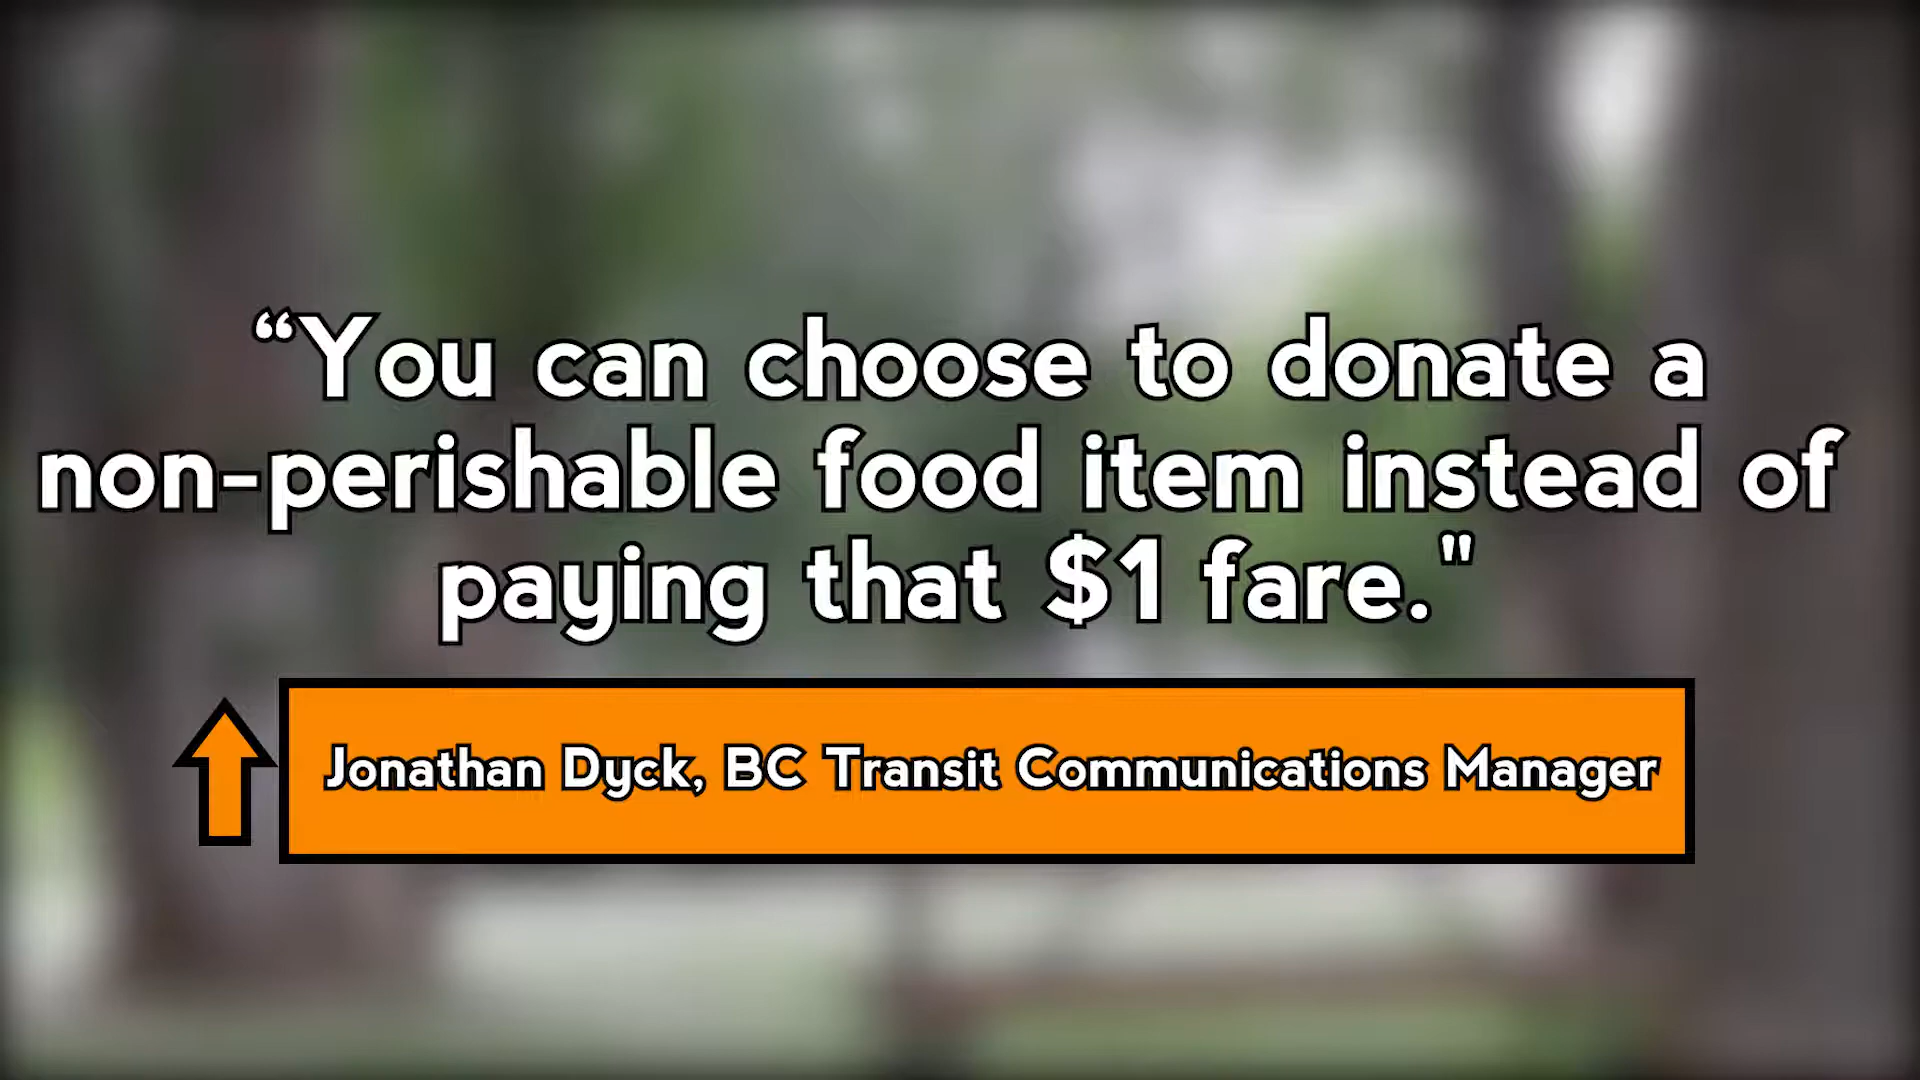 “You can choose to donate a
non-perishable food item instead of
paying that $1 fare."
Jonathan Dyck, BC Transit Communications Manager